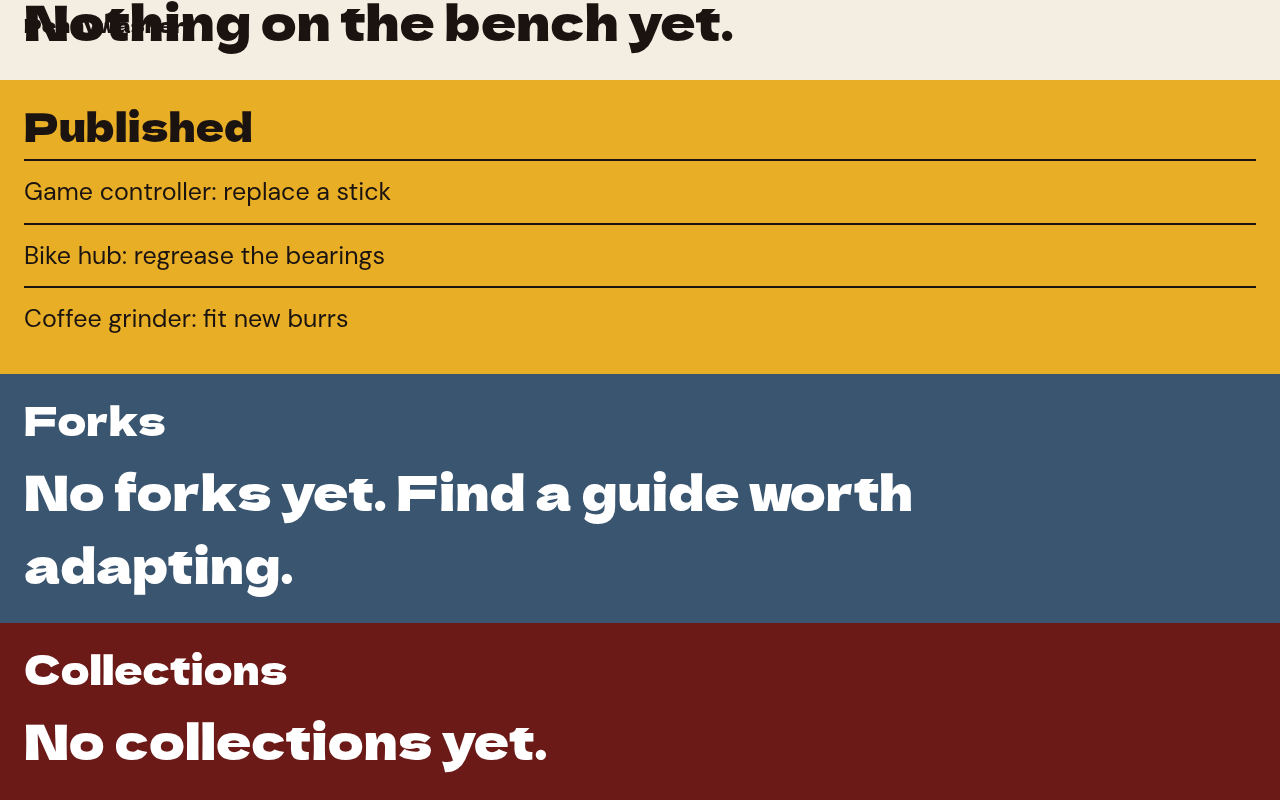 Nothing on the bench yet.
Published
Game controller: replace a stick
Bike hub: regrease the bearings
Coffee grinder: fit new burrs
Forks
No forks yet. Find a guide worth
adapting.
Collections
No collections yet.